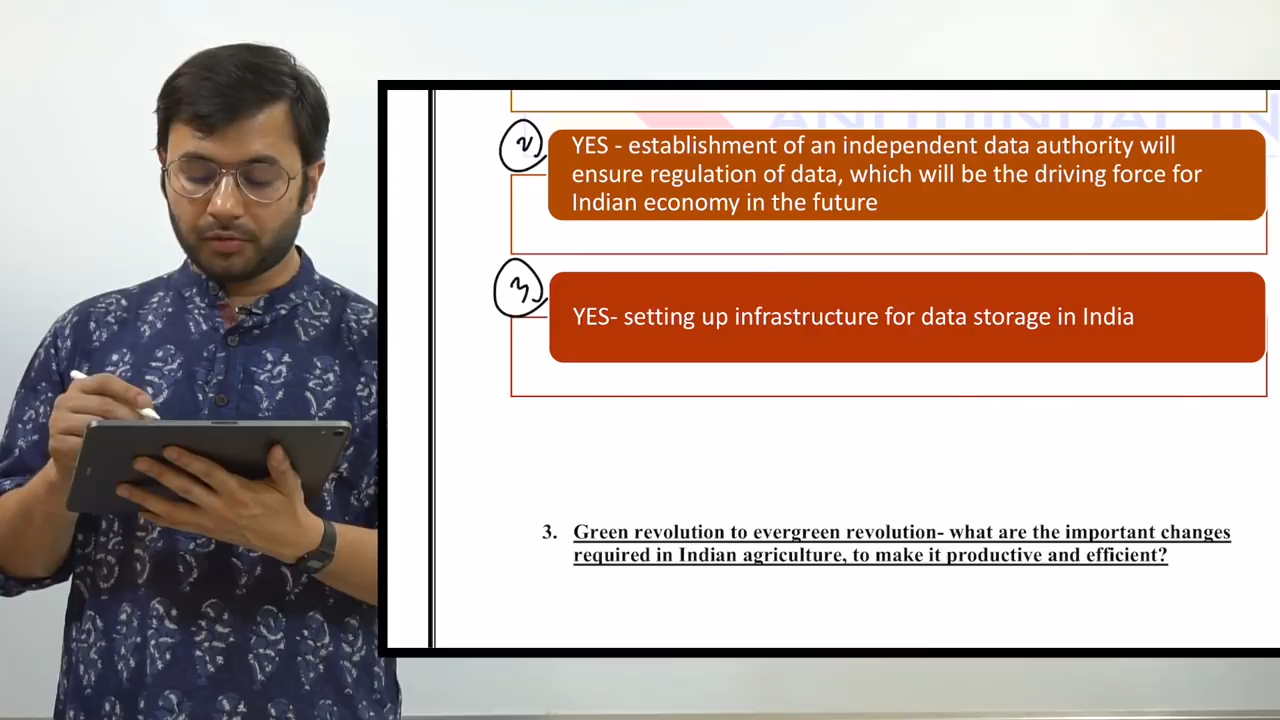 2
YES - establishment of an independent data authority will
ensure regulation of data, which will be the driving force for
Indian economy in the future
3
YES- setting up infrastructure for data storage in India
3. Green revolution to evergreen revolution- what are the important changes
required in Indian agriculture, to make it productive and efficient?